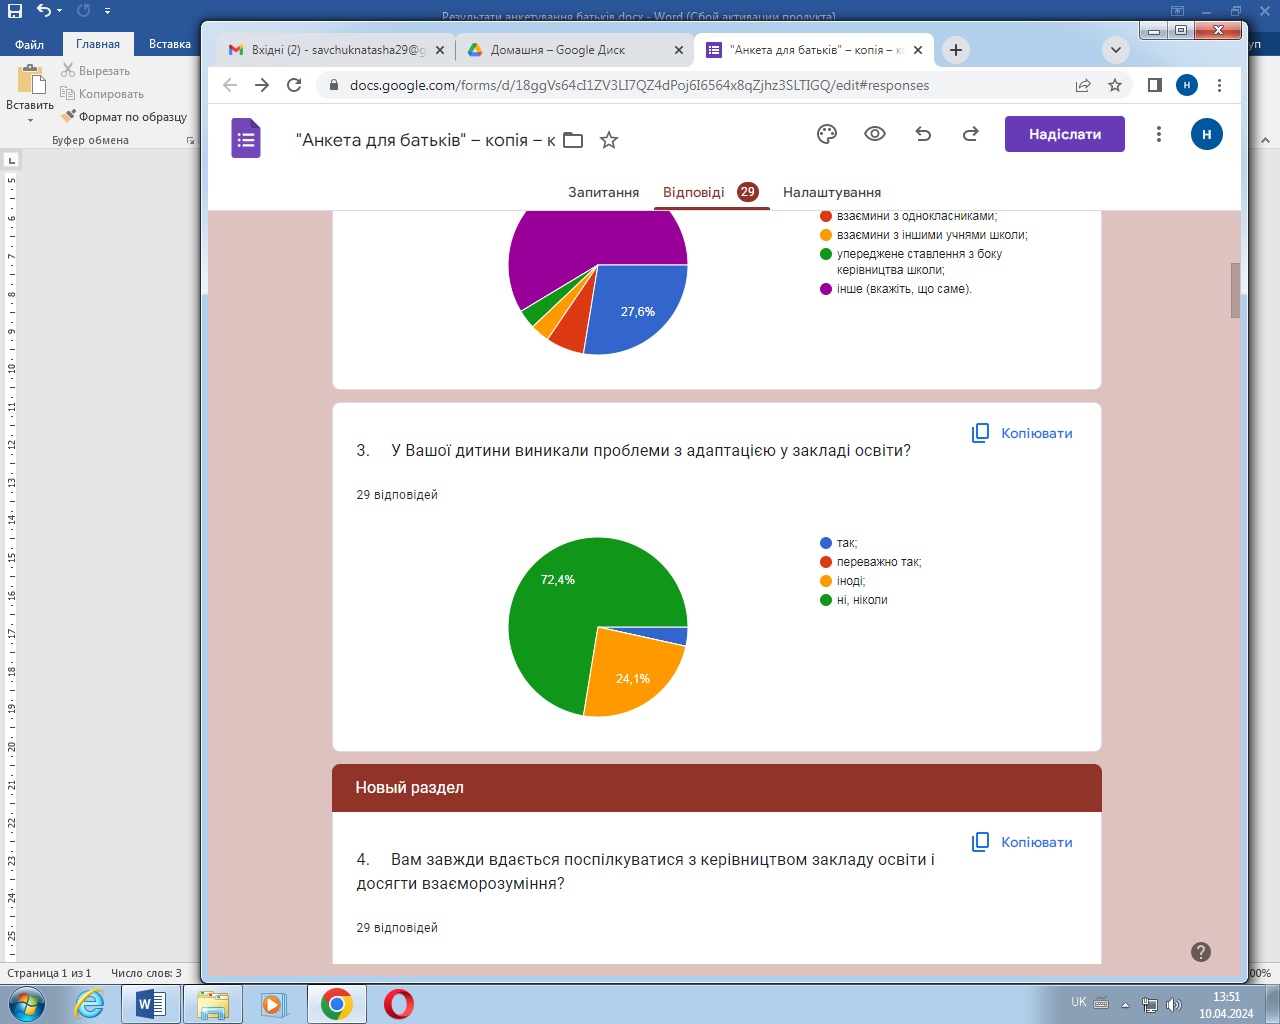 Результати анкетування батьків.docx - Word (Сбой активации продукта)
Файл
Главная
Вставка
Вырезать
Копировать
Формат по образцу
Вставить
Буфер обмена
Вхідні (2) - savchuknatasha29@g
Домашня – Google Диск
"Анкета для батьків" – копія – к
docs.google.com/forms/d/18ggVs64cI1ZV3LI7QZ4dPoj6I6564x8qZjhz3SLTIGQ/edit#responses
Н
"Анкета для батьків" – копія – к
Надіслати
Н
Запитання
Відповіді 29
Налаштування
взаємини з однокласниками;
взаємини з іншими учнями школи;
упереджене ставлення з боку
керівництва школи;
інше (вкажіть, що саме).
27,6%
Копіювати
3. У Вашої дитини виникали проблеми з адаптацією у закладі освіти?
29 відповідей
так;
переважно так;
іноді;
ні, ніколи
72,4%
24,1%
Новый раздел
Копіювати
4. Вам завжди вдається поспілкуватися з керівництвом закладу освіти і
досягти взаєморозуміння?
29 відповідей
Страница 1 из 1
Число слов: 3
00%
UK
13:51
10.04.2024